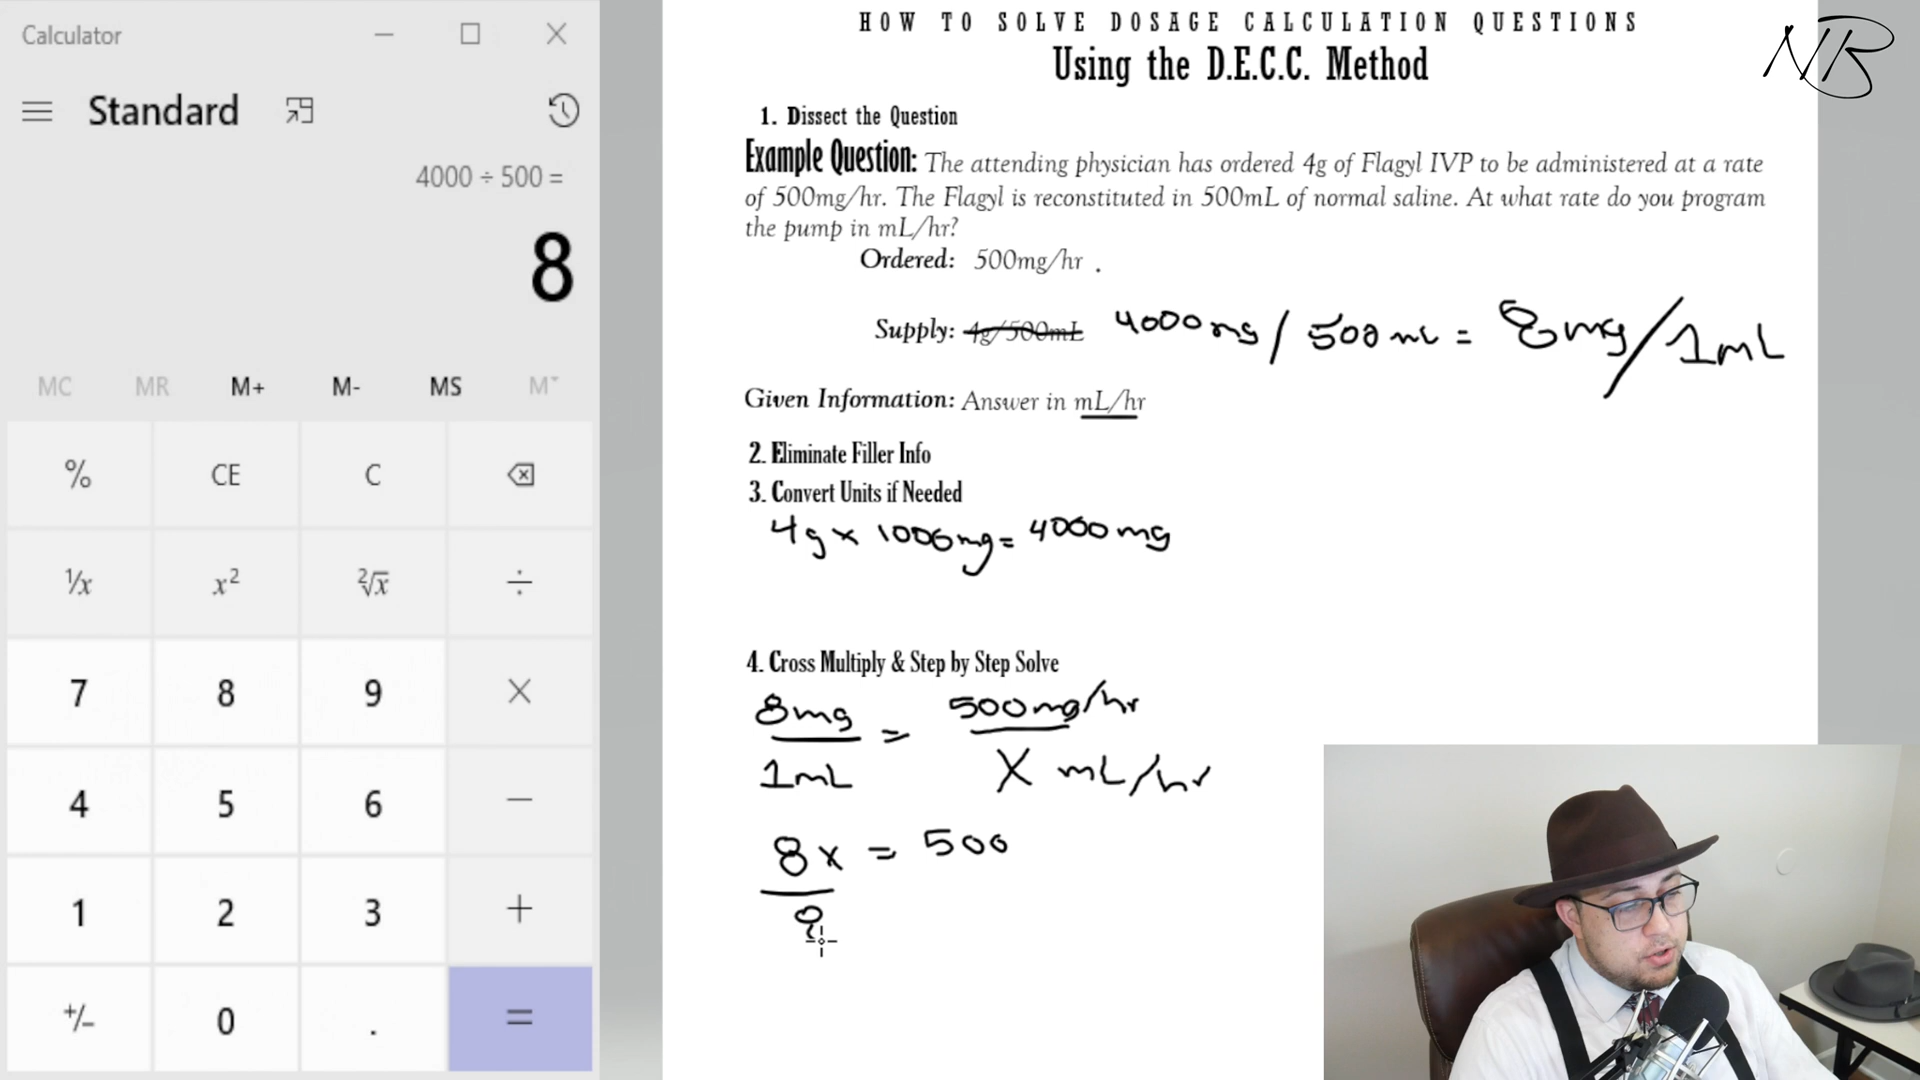 Calculator
Standard
4000 ÷ 500 =
8
MC MR M+ M- MS M˅
% CE C
⅟x x² ²√x ÷
7 8 9 ×
4 5 6 −
1 2 3 +
+/− 0 . =
HOW TO SOLVE DOSAGE CALCULATION QUESTIONS
Using the D.E.C.C. Method
NR
1. Dissect the Question
Example Question: The attending physician has ordered 4g of Flagyl IVP to be administered at a rate
of 500mg/hr. The Flagyl is reconstituted in 500mL of normal saline. At what rate do you program
the pump in mL/hr?
Ordered: 500mg/hr .
Supply: 4g/500mL 4000mg / 500mL = 8mg/1mL
Given Information: Answer in mL/hr
2. Eliminate Filler Info
3. Convert Units if Needed
4g x 1000mg = 4000mg
4. Cross Multiply & Step by Step Solve
8mg = 500mg/hr
1mL X mL/hr
8x = 500